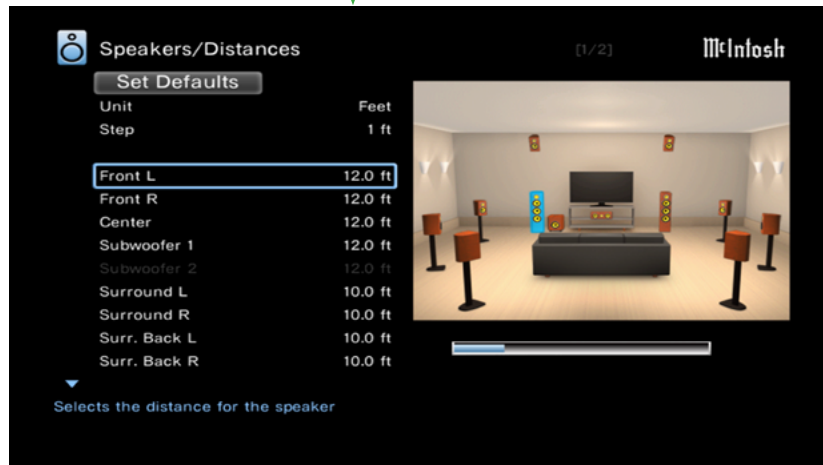 Speakers/Distances [1/2] McIntosh
Set Defaults
Unit Feet
Step 1 ft
Front L 12.0 ft
Front R 12.0 ft
Center 12.0 ft
Subwoofer 1 12.0 ft
Subwoofer 2 12.0 ft
Surround L 10.0 ft
Surround R 10.0 ft
Surr. Back L 10.0 ft
Surr. Back R 10.0 ft
Selects the distance for the speaker